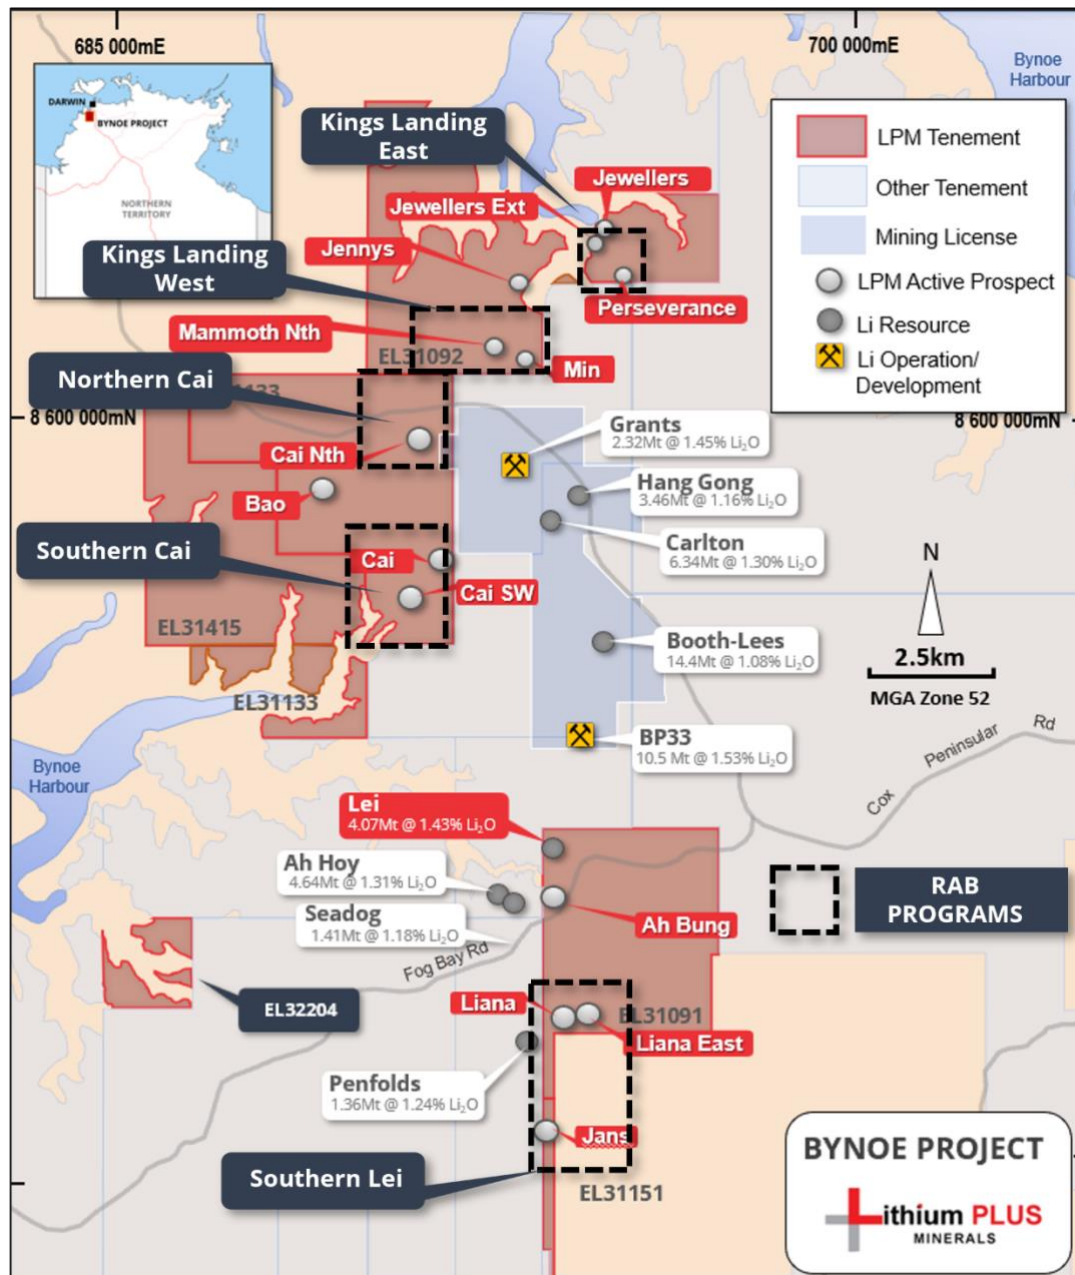 685 000mE
700 000mE
Bynoe
Harbour
DARWIN
BYNOE PROJECT
NORTHERN
TERRITORY
Kings Landing
East
LPM Tenement
Other Tenement
Mining License
LPM Active Prospect
Li Resource
Li Operation/
Development
Jewellers
Jewellers Ext
Jennys
Kings Landing
West
Perseverance
Mammoth Nth
EL31092
Min
Northern Cai
8 600 000mN
8 600 000mN
Cai Nth
Bao
Grants
2.32Mt @ 1.45% Li₂O
Hang Gong
3.46Mt @ 1.16% Li₂O
Carlton
6.34Mt @ 1.30% Li₂O
Southern Cai
Cai
Cai SW
EL31415
EL31133
N
2.5km
MGA Zone 52
Booth-Lees
14.4Mt @ 1.08% Li₂O
BP33
10.5 Mt @ 1.53% Li₂O
Cox Peninsular Rd
Bynoe
Harbour
Lei
4.07Mt @ 1.43% Li₂O
Ah Hoy
4.64Mt @ 1.31% Li₂O
Seadog
1.41Mt @ 1.18% Li₂O
Ah Bung
RAB
PROGRAMS
Fog Bay Rd
EL32204
Liana
EL31091
Liana East
Penfolds
1.36Mt @ 1.24% Li₂O
Jans
Southern Lei
EL31151
BYNOE PROJECT
Lithium PLUS
MINERALS